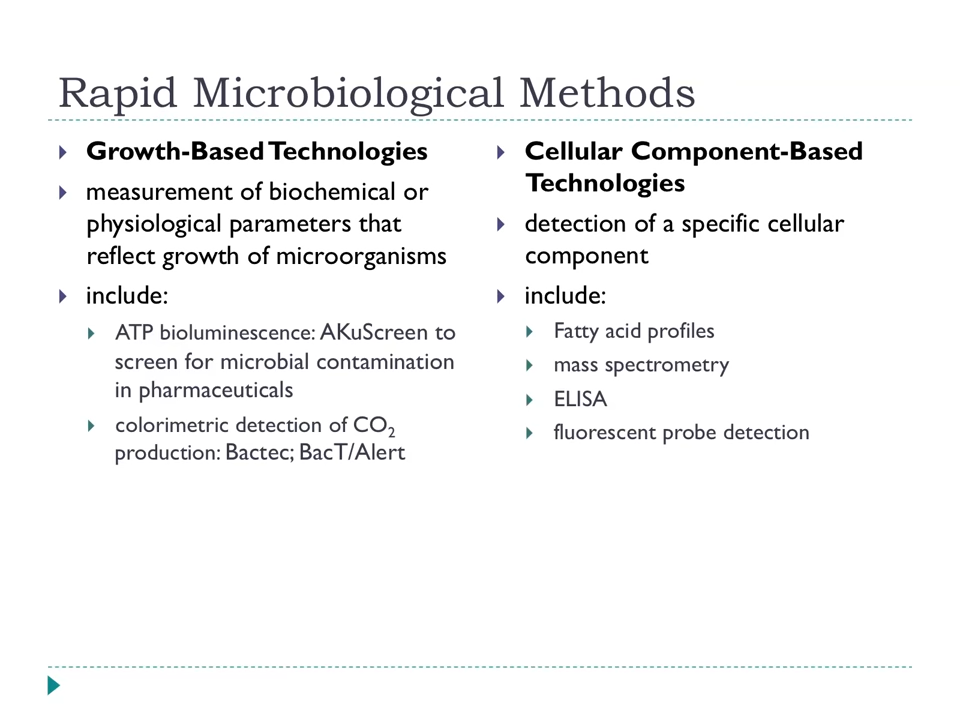 Rapid Microbiological Methods
Growth-Based Technologies
measurement of biochemical or
physiological parameters that
reflect growth of microorganisms
include:
ATP bioluminescence: AKuScreen to
screen for microbial contamination
in pharmaceuticals
colorimetric detection of CO₂
production: Bactec; BacT/Alert
Cellular Component-Based
Technologies
detection of a specific cellular
component
include:
Fatty acid profiles
mass spectrometry
ELISA
fluorescent probe detection